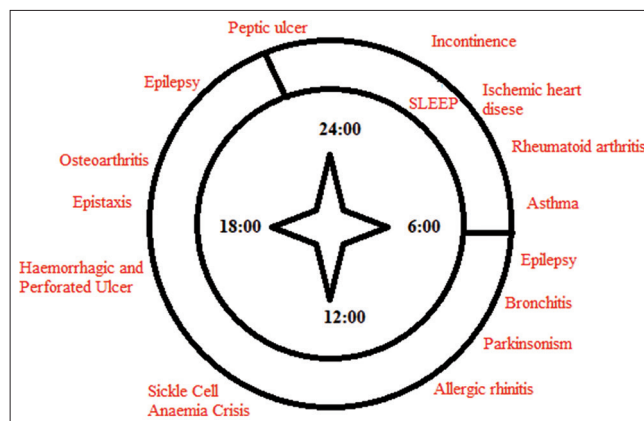 Peptic ulcer
Incontinence
Epilepsy
Ischemic heart
disese
SLEEP
24:00
Osteoarthritis
Rheumatoid arthritis
Epistaxis
Asthma
18:00
6:00
Haemorrhagic and
Perforated Ulcer
Epilepsy
Bronchitis
12:00
Parkinsonism
Sickle Cell
Anaemia Crisis
Allergic rhinitis